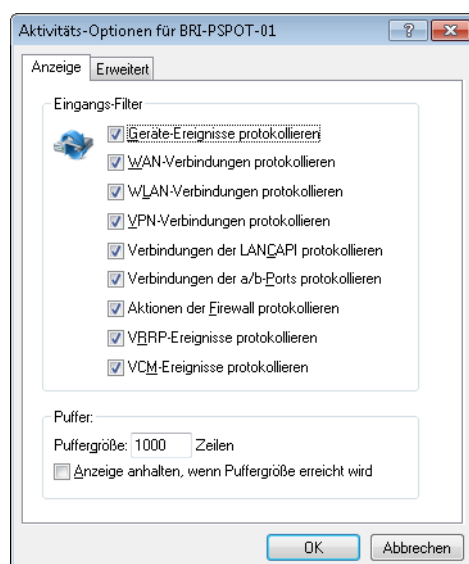 Aktivitäts-Optionen für BRI-PSPOT-01
Anzeige Erweitert
Eingangs-Filter
Geräte-Ereignisse protokollieren
WAN-Verbindungen protokollieren
WLAN-Verbindungen protokollieren
VPN-Verbindungen protokollieren
Verbindungen der LANCAPI protokollieren
Verbindungen der a/b-Ports protokollieren
Aktionen der Firewall protokollieren
VRRP-Ereignisse protokollieren
VCM-Ereignisse protokollieren
Puffer:
Puffergröße: 1000 Zeilen
Anzeige anhalten, wenn Puffergröße erreicht wird
OK Abbrechen